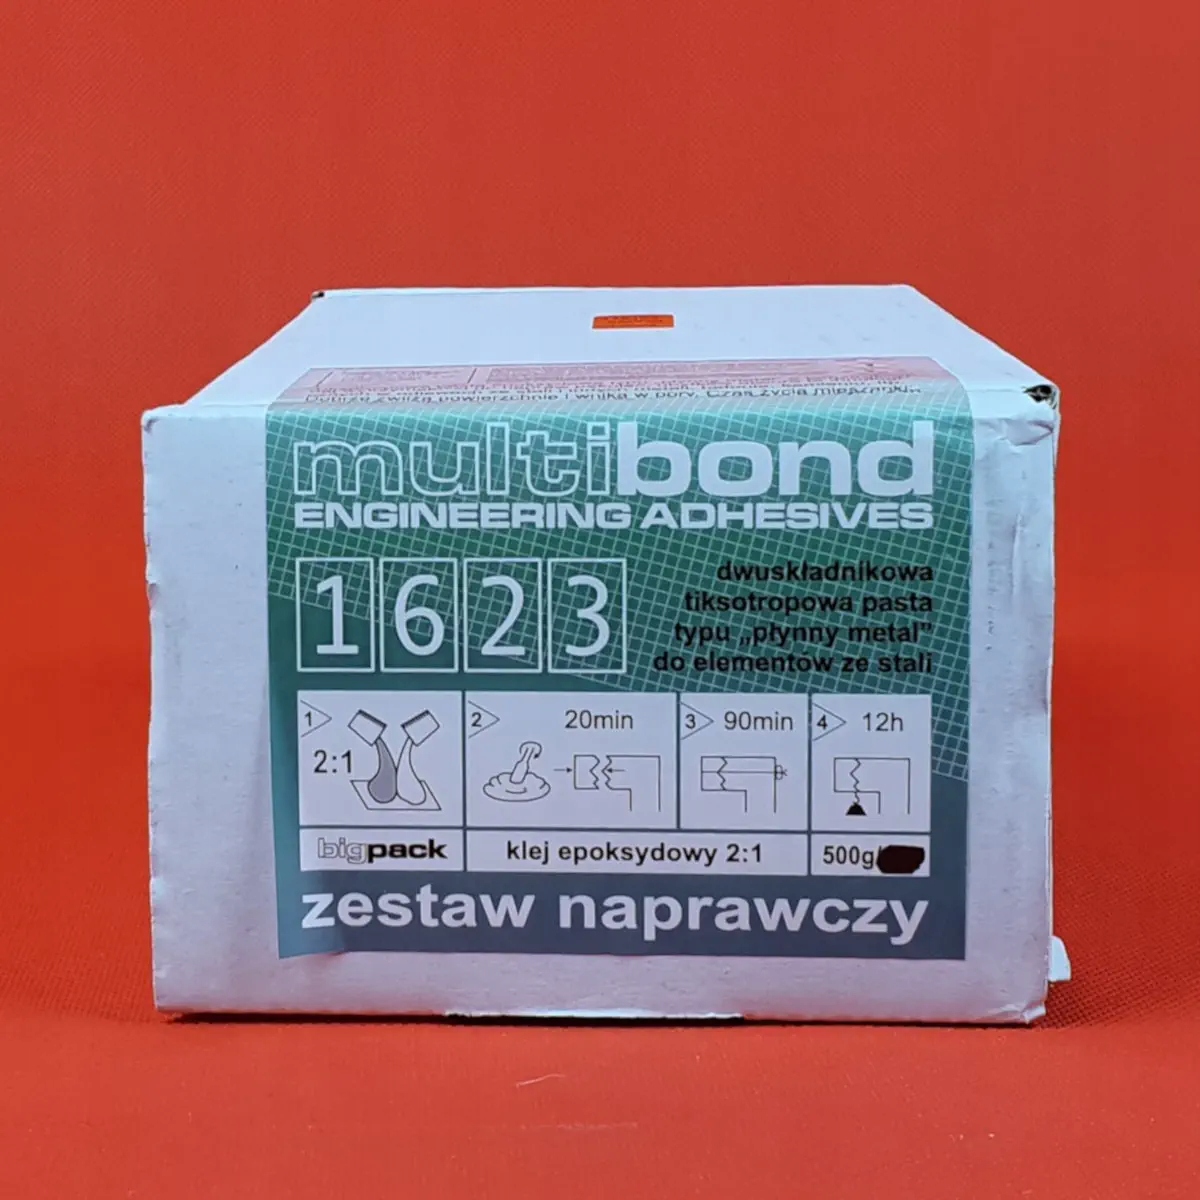 Dobrze zwilża powierzchnie i wnika w pory. Czas życia mieszaniki
multibond
ENGINEERING ADHESIVES
1623
dwuskładnikowa
tiksotropowa pasta
typu „płynny metal”
do elementów ze stali
1
2:1
2
20min
3
90min
4
12h
bigpack
klej epoksydowy 2:1
500g/
zestaw naprawczy